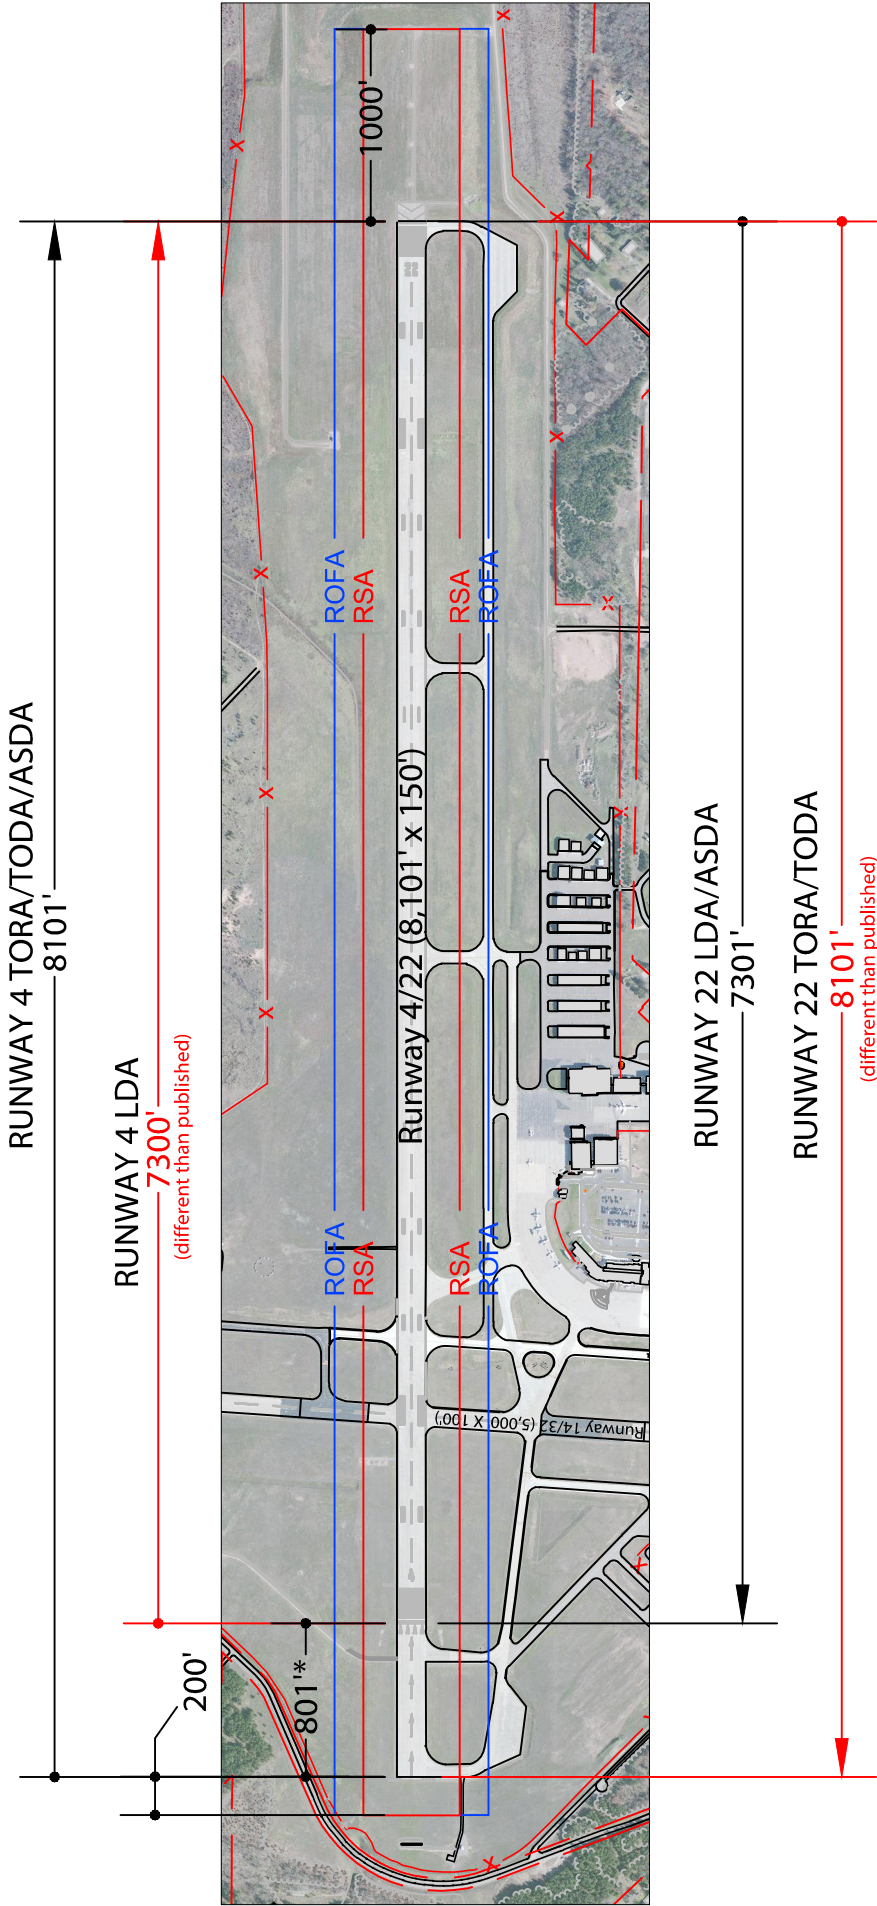 1000'
RUNWAY 4 TORA/TODA/ASDA
8101'
RUNWAY 4 LDA
7300'
(different than published)
ROFA
RSA
RSA
ROFA
Runway 4/22 (8,101' x 150')
RUNWAY 22 LDA/ASDA
7301'
RUNWAY 22 TORA/TODA
8101'
(different than published)
ROFA
RSA
RSA
ROFA
Runway 14/32 (5,000 X 100')
22
200'
801'*